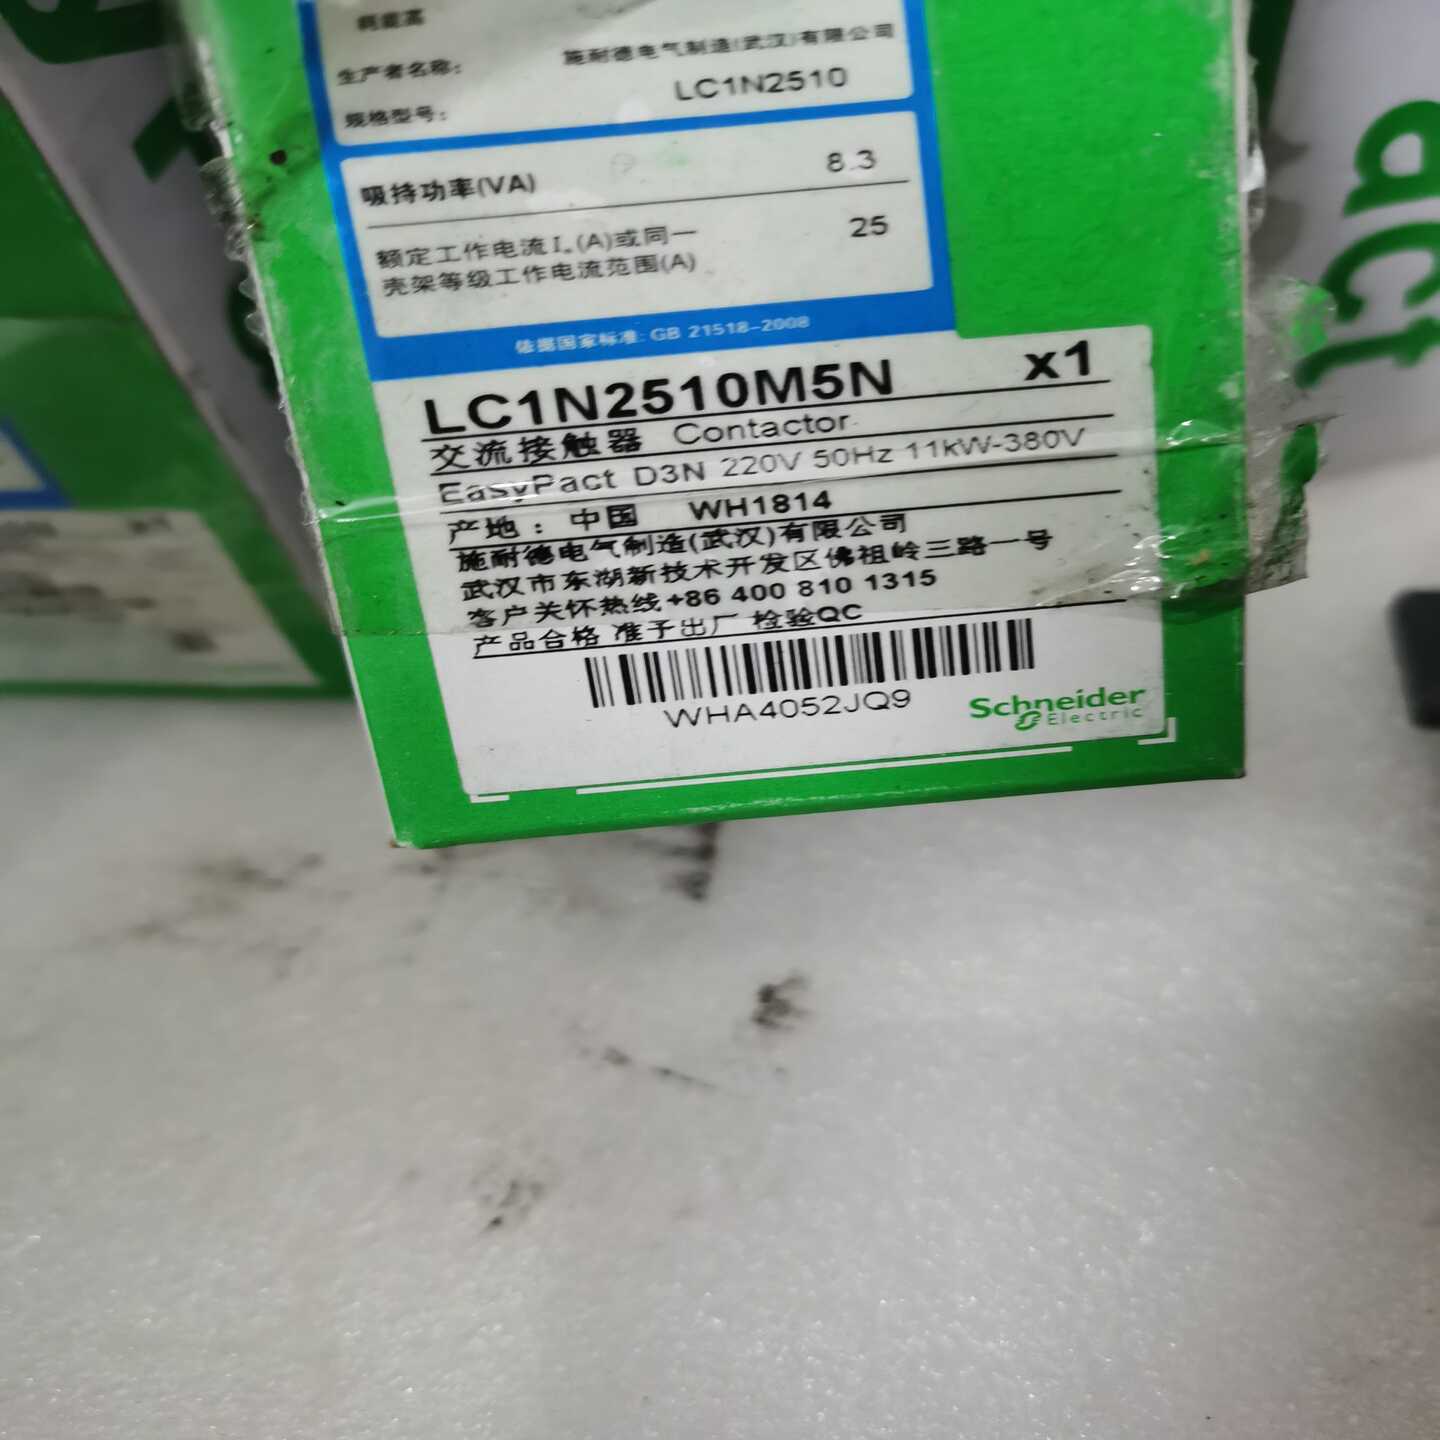 耗能高
生产者名称: 施耐德电气制造(武汉)有限公司
规格型号: LC1N2510
吸持功率(VA) 8.3
额定工作电流Iₑ(A)或同一 25
壳架等级工作电流范围(A)
依据国家标准: GB 21518-2008
LC1N2510M5N x1
交流接触器 Contactor
EasyPact D3N 220V 50Hz 11kW-380V
产地: 中国 WH1814
施耐德电气制造(武汉)有限公司
武汉市东湖新技术开发区佛祖岭三路一号
客户关怀热线+86 400 810 1315
产品合格 准予出厂 检验QC
WHA4052JQ9
Schneider
Electric
act
x1